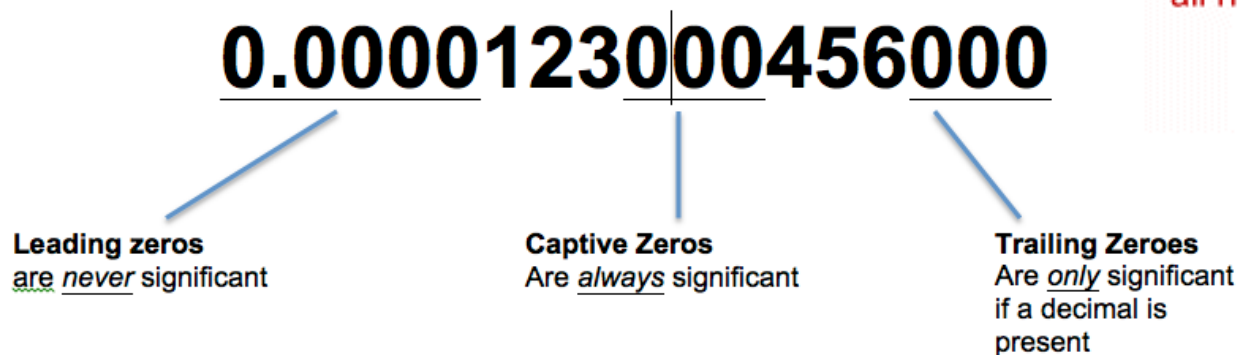 0.0000123000456000
Leading zeros
are never significant
Captive Zeros
Are always significant
Trailing Zeroes
Are only significant
if a decimal is
present